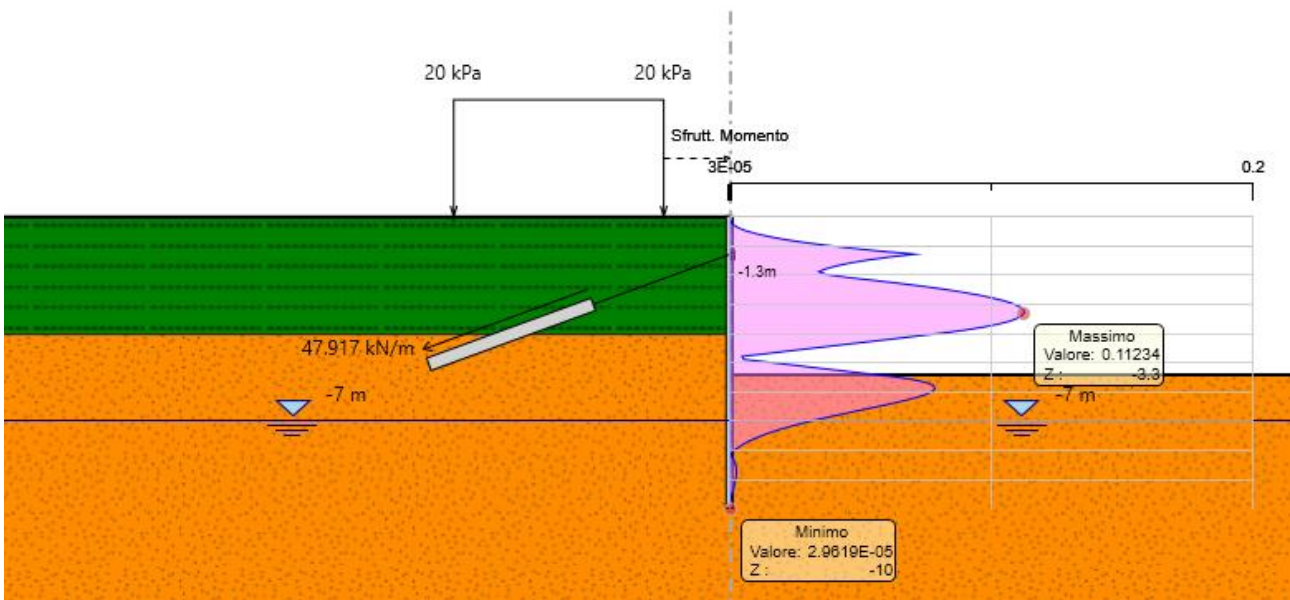 20 kPa
20 kPa
Sfrutt. Momento
3E-05
0.2
-1.3m
47.917 kN/m
Massimo
Valore: 0.11234
Z : -3.3
-7 m
-7 m
Minimo
Valore: 2.9619E-05
Z : -10